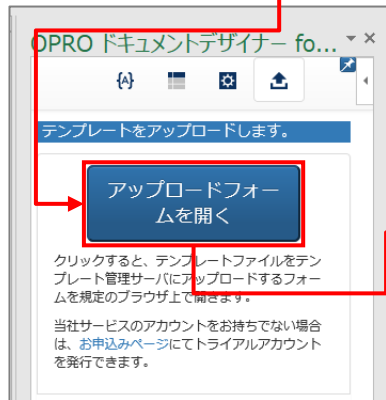 OPRO ドキュメントデザイナー fo...
{A}
テンプレートをアップロードします。
アップロードフォー
ムを開く
クリックすると、テンプレートファイルをテン
プレート管理サーバにアップロードするフォー
ムを規定のブラウザ上で開きます。
当社サービスのアカウントをお持ちでない場合
は、お申込みページにてトライアルアカウント
を発行できます。